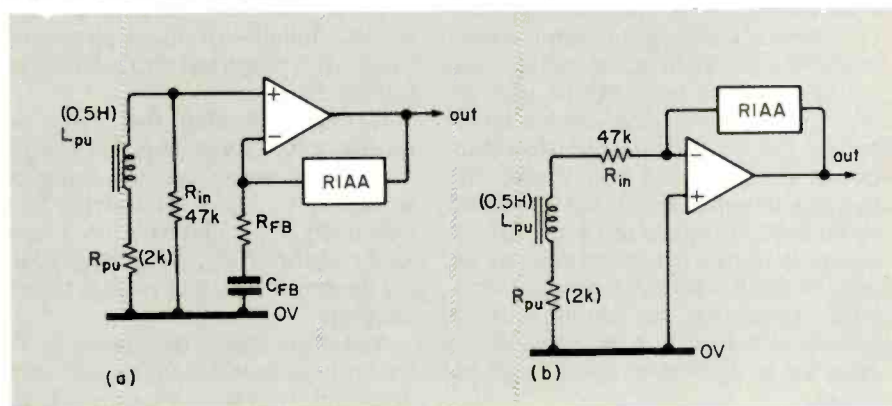 (0.5H)
Lpu
Rpu (2k)
Rin
47k
+
−
RIAA
RFB
CFB
0V
out
(a)
(0.5H)
Lpu
Rpu (2k)
47k
Rin
RIAA
−
+
out
0V
(b)